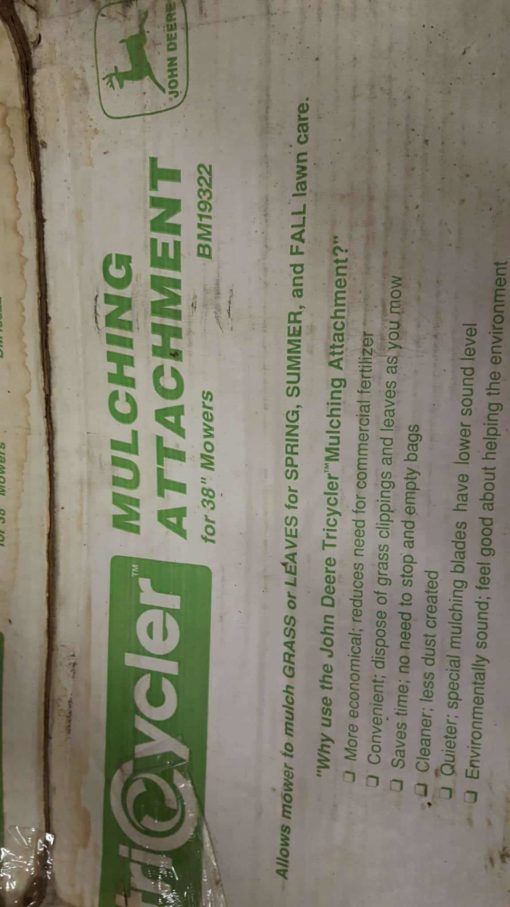 JOHN DEERE
TriCycler™
MULCHING
ATTACHMENT
for 38" Mowers BM19322
Allows mower to mulch GRASS or LEAVES for SPRING, SUMMER, and FALL lawn care.
"Why use the John Deere Tricycler™ Mulching Attachment?"
❏ More economical; reduces need for commercial fertilizer
❏ Convenient; dispose of grass clippings and leaves as you mow
❏ Saves time; no need to stop and empty bags
❏ Cleaner; less dust created
❏ Quieter; special mulching blades have lower sound level
❏ Environmentally sound; feel good about helping the environment
for 38" Mowers